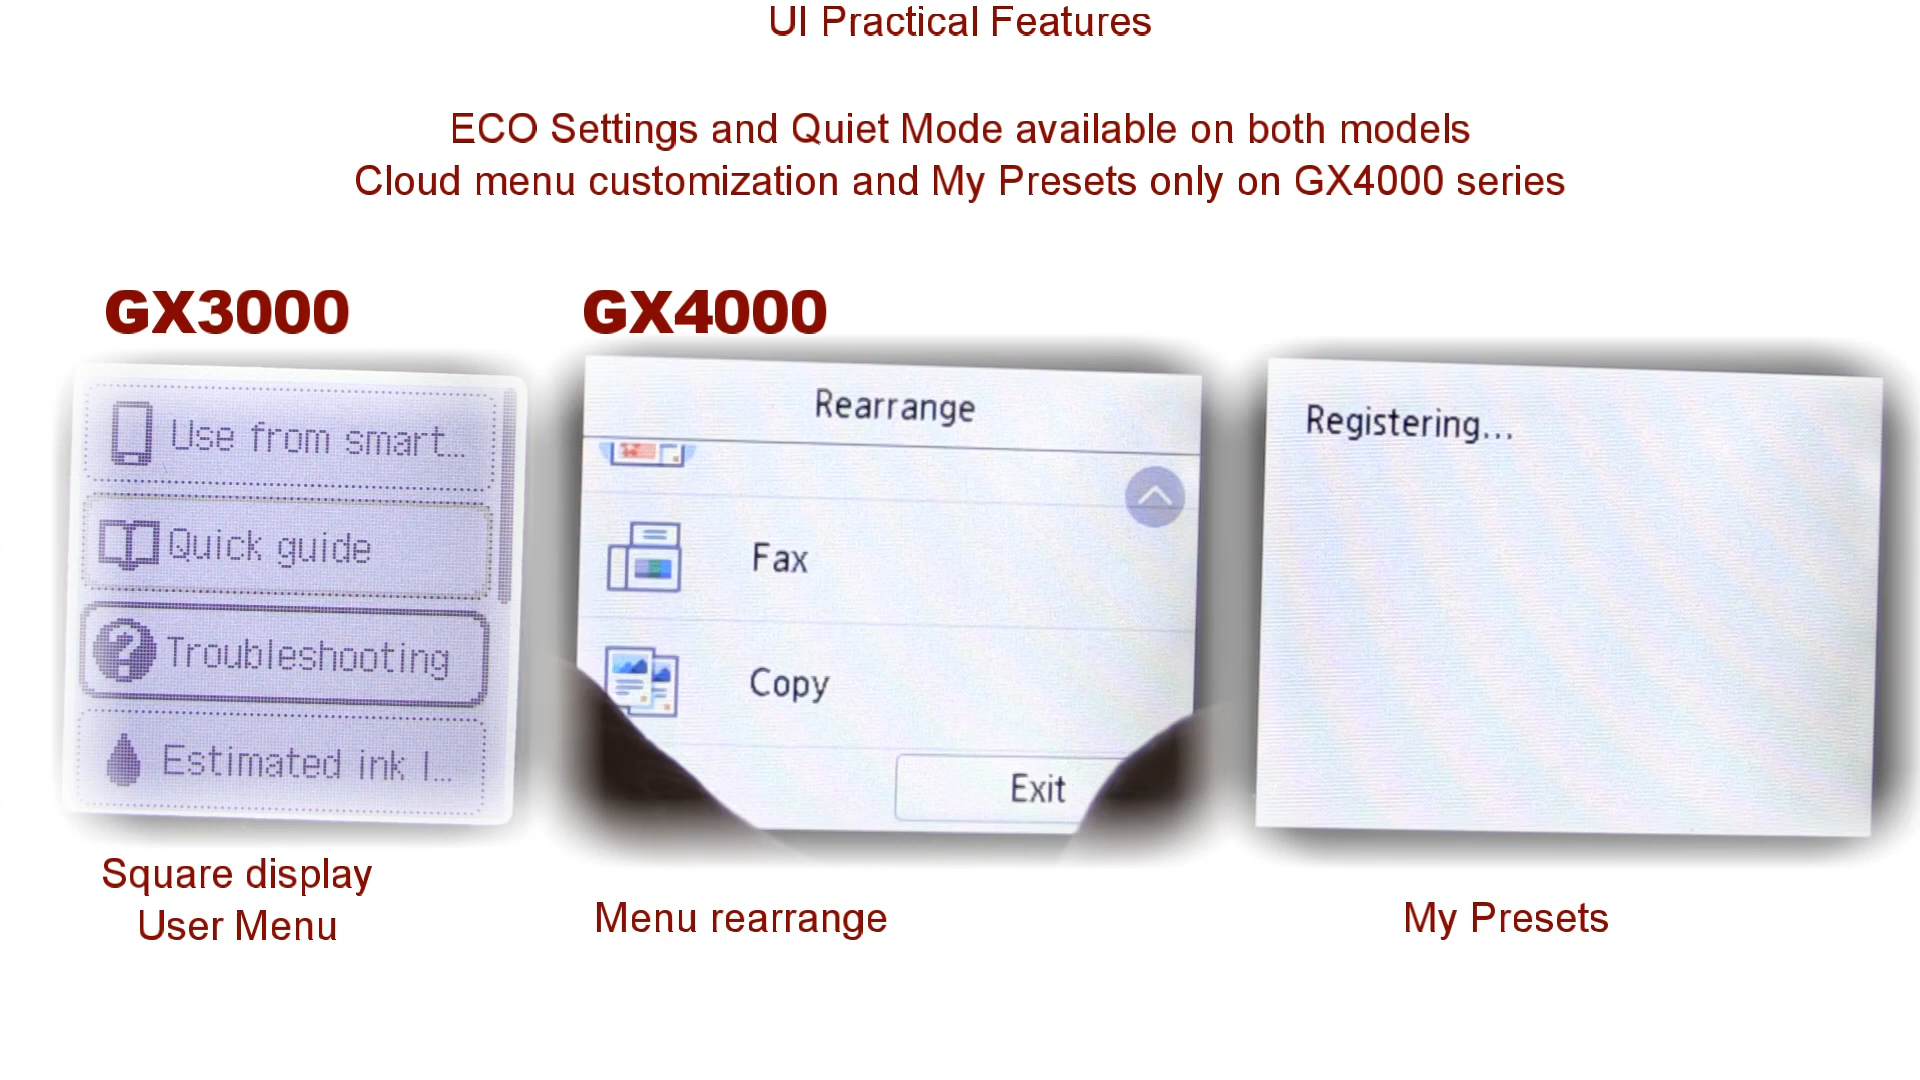 UI Practical Features
ECO Settings and Quiet Mode available on both models
Cloud menu customization and My Presets only on GX4000 series
GX3000
GX4000
Use from smart...
Quick guide
Troubleshooting
Estimated ink l...
Rearrange
Fax
Copy
Exit
Registering...
Square display
User Menu
Menu rearrange
My Presets